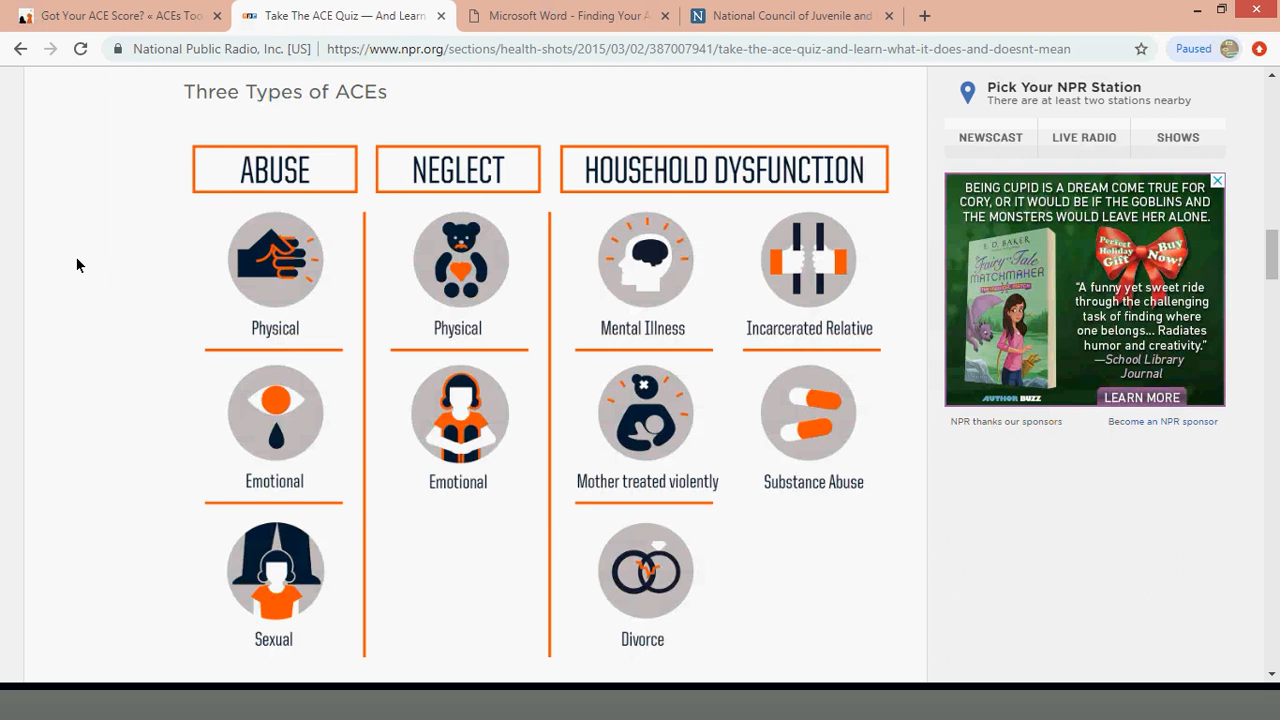 Got Your ACE Score? « ACEs Too
Take The ACE Quiz — And Learn
Microsoft Word - Finding Your A
National Council of Juvenile and
National Public Radio, Inc. [US]
https://www.npr.org/sections/health-shots/2015/03/02/387007941/take-the-ace-quiz-and-learn-what-it-does-and-doesnt-mean
Paused
Three Types of ACEs
ABUSE
NEGLECT
HOUSEHOLD DYSFUNCTION
Physical
Physical
Mental Illness
Incarcerated Relative
Emotional
Emotional
Mother treated violently
Substance Abuse
Sexual
Divorce
Pick Your NPR Station
There are at least two stations nearby
NEWSCAST
LIVE RADIO
SHOWS
BEING CUPID IS A DREAM COME TRUE FOR
CORY, OR IT WOULD BE IF THE GOBLINS AND
THE MONSTERS WOULD LEAVE HER ALONE.
E. D. BAKER
Fairy-Tale
MATCHMAKER
Perfect
Holiday
Gift
Buy
Now!
"A funny yet sweet ride
through the challenging
task of finding where
one belongs... Radiates
humor and creativity."
—School Library
Journal
AUTHOR BUZZ
LEARN MORE
NPR thanks our sponsors
Become an NPR sponsor